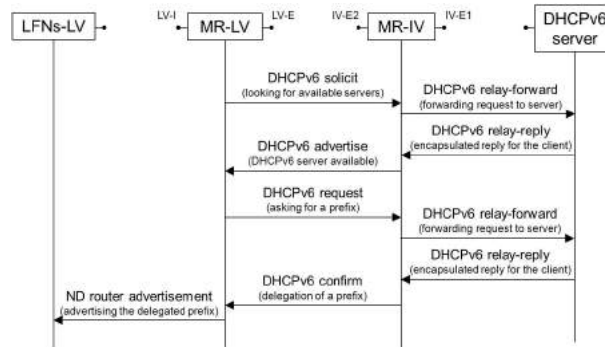 LFNs-LV
LV-I
MR-LV
LV-E
IV-E2
MR-IV
IV-E1
DHCPv6
server
DHCPv6 solicit
(looking for available servers)
DHCPv6 relay-forward
(forwarding request to server)
DHCPv6 relay-reply
(encapsulated reply for the client)
DHCPv6 advertise
(DHCPv6 server available)
DHCPv6 request
(asking for a prefix)
DHCPv6 relay-forward
(forwarding request to server)
DHCPv6 relay-reply
(encapsulated reply for the client)
DHCPv6 confirm
(delegation of a prefix)
ND router advertisement
(advertising the delegated prefix)